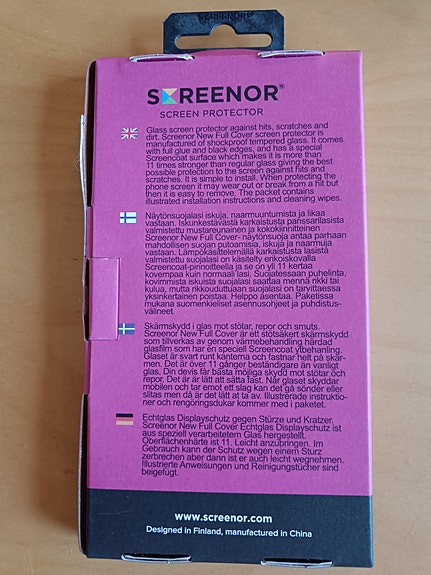 SCREENOR
SCREENOR®
SCREEN PROTECTOR
Glass screen protector against hits, scratches and
dirt. Screenor New Full Cover screen protector is
manufactured of shockproof tempered glass. It comes
with full glue and black edges, and has a special
Screencoat surface which makes it is more than
11 times stronger than regular glass giving the best
possible protection to the screen against hits and
scratches. It is simple to install. When protecting the
phone screen it may wear out or break from a hit but
then it is easy to remove. The packet contains
illustrated installation instructions and cleaning wipes.
Näytönsuojalasi iskuja, naarmuuntumista ja likaa
vastaan. Iskunkestävästä karkaistusta panssarilasista
valmistettu mustareunainen ja kokokiinnitteinen
Screenor New Full Cover- näytönsuoja antaa parhaan
mahdollisen suojan putoamisia, iskuja ja naarmuja
vastaan. Lämpökäsittelemällä karkaistusta lasista
valmistettu suojalasi on käsitelty erikoiskovalla
Screencoat-pinnoitteella ja se on yli 11 kertaa
kovempaa kuin normaali lasi. Suojatessaan puhelinta,
kovimmista iskuista suojalasi saattaa mennä rikki tai
kulua, mutta rikkouduttuaan suojalasi on tarvittaessa
yksinkertainen poistaa. Helppo asentaa. Paketissa
mukana suomenkieliset asennusohjeet ja puhdistus-
välineet.
Skärmskydd i glas mot stötar, repor och smuts.
Screenor New Full Cover är ett stötsäkert skärmskydd
som tillverkas av genom värmebehandling härdad
glasfilm som har en speciell Screencoat ytbehanling.
Glaset är svart runt kanterna och fastnar helt på skär-
men. Det är över 11 gånger beständigare än vanligt
glas. Din devis får bästa möjliga skydd mot stötar och
repor. Det är är lätt att sätta fast. När glaset skyddar
mobilen och tar emot ett slag kan det gå sönder eller
slitas men då är det lätt at ta av. Illustrerade instruktio-
ner och rengöringsdukar kommer med i paketet.
Echtglas Displayschutz gegen Stürze und Kratzer.
Screenor New Full Cover Echtglas Displayschutz ist
aus speziell verarbeitetem Glas hergestellt.
Oberflächenhärte ist 11. Leicht anzubringen. Im
Gebrauch kann der Schutz wegen einem Sturz
zerbrechen aber dann ist er auch leicht wegnehmen.
Illustrierte Anweisungen und Reinigungstücher sind
beigefügt.
www.screenor.com
Designed in Finland, manufactured in China